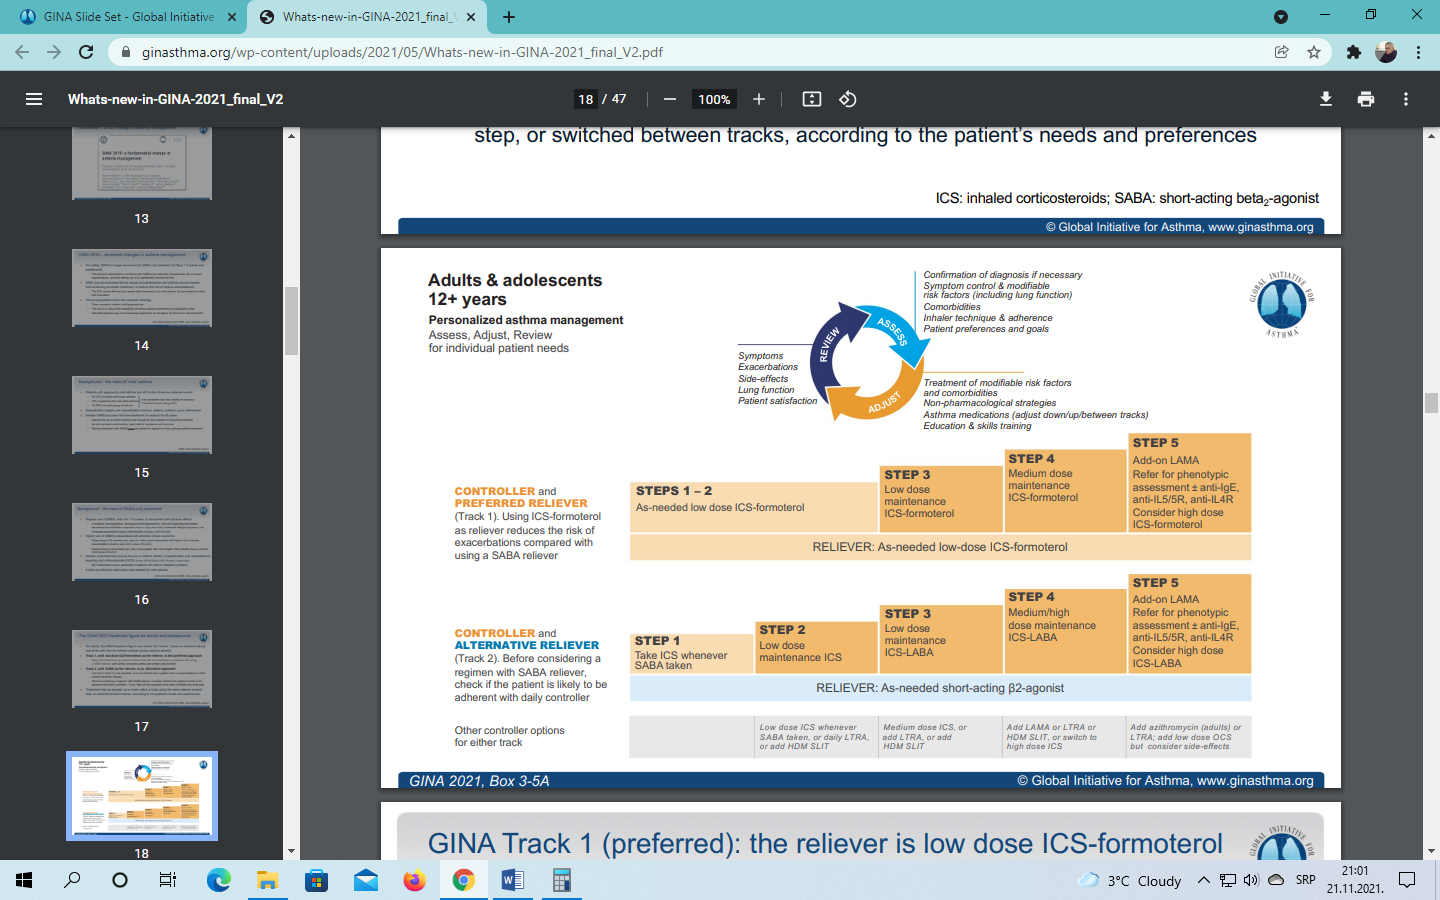 GINA Slide Set - Global Initiative
Whats-new-in-GINA-2021_final_V
ginasthma.org/wp-content/uploads/2021/05/Whats-new-in-GINA-2021_final_V2.pdf
Whats-new-in-GINA-2021_final_V2
18 / 47
100%
13
14
15
16
17
18
step, or switched between tracks, according to the patient's needs and preferences
ICS: inhaled corticosteroids; SABA: short-acting beta2-agonist
© Global Initiative for Asthma, www.ginasthma.org
Adults & adolescents
12+ years
Personalized asthma management
Assess, Adjust, Review
for individual patient needs
Symptoms
Exacerbations
Side-effects
Lung function
Patient satisfaction
REVIEW
ASSESS
ADJUST
Confirmation of diagnosis if necessary
Symptom control & modifiable
risk factors (including lung function)
Comorbidities
Inhaler technique & adherence
Patient preferences and goals
Treatment of modifiable risk factors
and comorbidities
Non-pharmacological strategies
Asthma medications (adjust down/up/between tracks)
Education & skills training
GLOBAL INITIATIVE FOR
ASTHMA
CONTROLLER and
PREFERRED RELIEVER
(Track 1). Using ICS-formoterol
as reliever reduces the risk of
exacerbations compared with
using a SABA reliever
STEPS 1 – 2
As-needed low dose ICS-formoterol
STEP 3
Low dose
maintenance
ICS-formoterol
STEP 4
Medium dose
maintenance
ICS-formoterol
STEP 5
Add-on LAMA
Refer for phenotypic
assessment ± anti-IgE,
anti-IL5/5R, anti-IL4R
Consider high dose
ICS-formoterol
RELIEVER: As-needed low-dose ICS-formoterol
CONTROLLER and
ALTERNATIVE RELIEVER
(Track 2). Before considering a
regimen with SABA reliever,
check if the patient is likely to be
adherent with daily controller
STEP 1
Take ICS whenever
SABA taken
STEP 2
Low dose
maintenance ICS
STEP 3
Low dose
maintenance
ICS-LABA
STEP 4
Medium/high
dose maintenance
ICS-LABA
STEP 5
Add-on LAMA
Refer for phenotypic
assessment ± anti-IgE,
anti-IL5/5R, anti-IL4R
Consider high dose
ICS-LABA
RELIEVER: As-needed short-acting β2-agonist
Other controller options
for either track
Low dose ICS whenever
SABA taken, or daily LTRA,
or add HDM SLIT
Medium dose ICS, or
add LTRA, or add
HDM SLIT
Add LAMA or LTRA or
HDM SLIT, or switch to
high dose ICS
Add azithromycin (adults) or
LTRA; add low dose OCS
but consider side-effects
GINA 2021, Box 3-5A
© Global Initiative for Asthma, www.ginasthma.org
GINA Track 1 (preferred): the reliever is low dose ICS-formoterol
3°C Cloudy
SRP
21:01
21.11.2021.